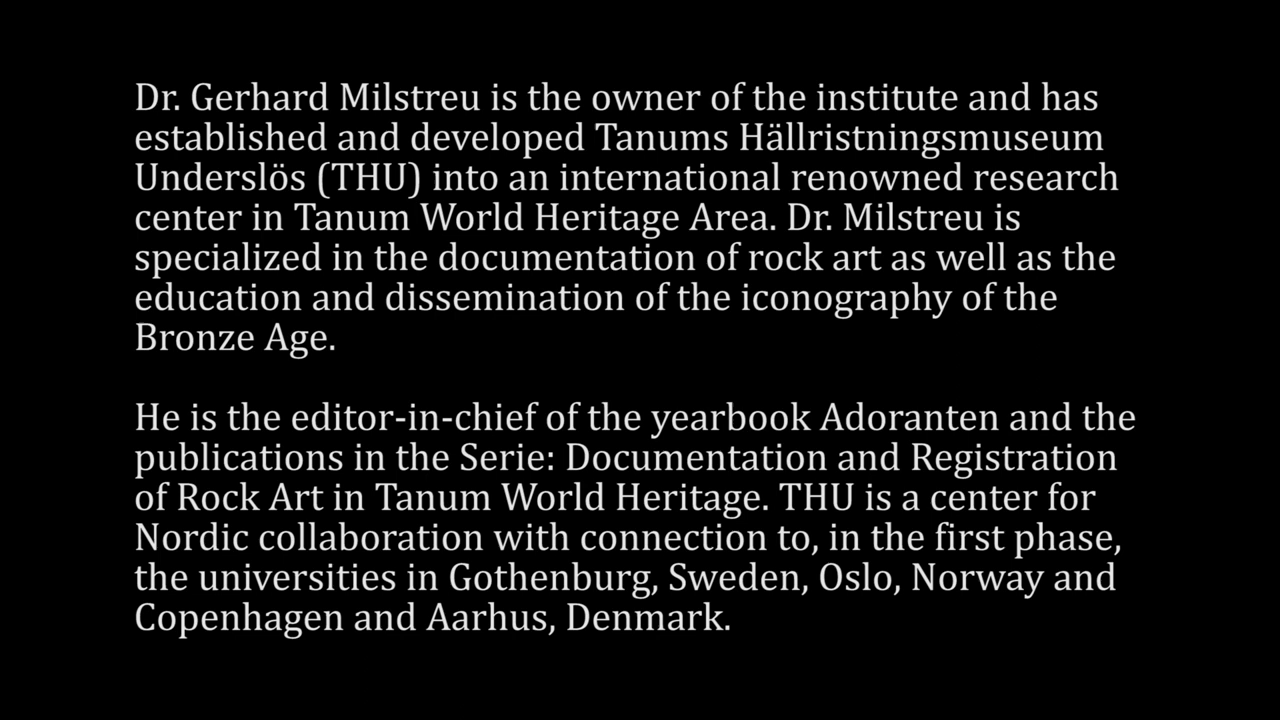 Dr. Gerhard Milstreu is the owner of the institute and has
established and developed Tanums Hällristningsmuseum
Underslös (THU) into an international renowned research
center in Tanum World Heritage Area. Dr. Milstreu is
specialized in the documentation of rock art as well as the
education and dissemination of the iconography of the
Bronze Age.
He is the editor-in-chief of the yearbook Adoranten and the
publications in the Serie: Documentation and Registration
of Rock Art in Tanum World Heritage. THU is a center for
Nordic collaboration with connection to, in the first phase,
the universities in Gothenburg, Sweden, Oslo, Norway and
Copenhagen and Aarhus, Denmark.